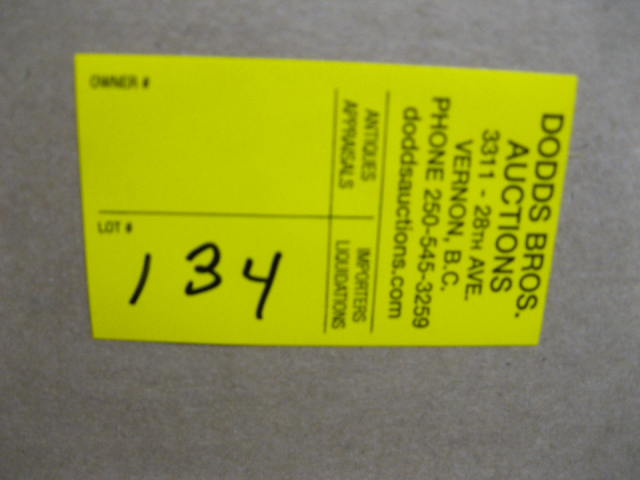 DODDS BROS.
AUCTIONS
3311 - 28TH AVE.
VERNON, B.C.
PHONE 250-545-3259
doddsauctions.com
ANTIQUES
APPRAISALS
IMPORTERS
LIQUIDATIONS
OWNER #
LOT #
134